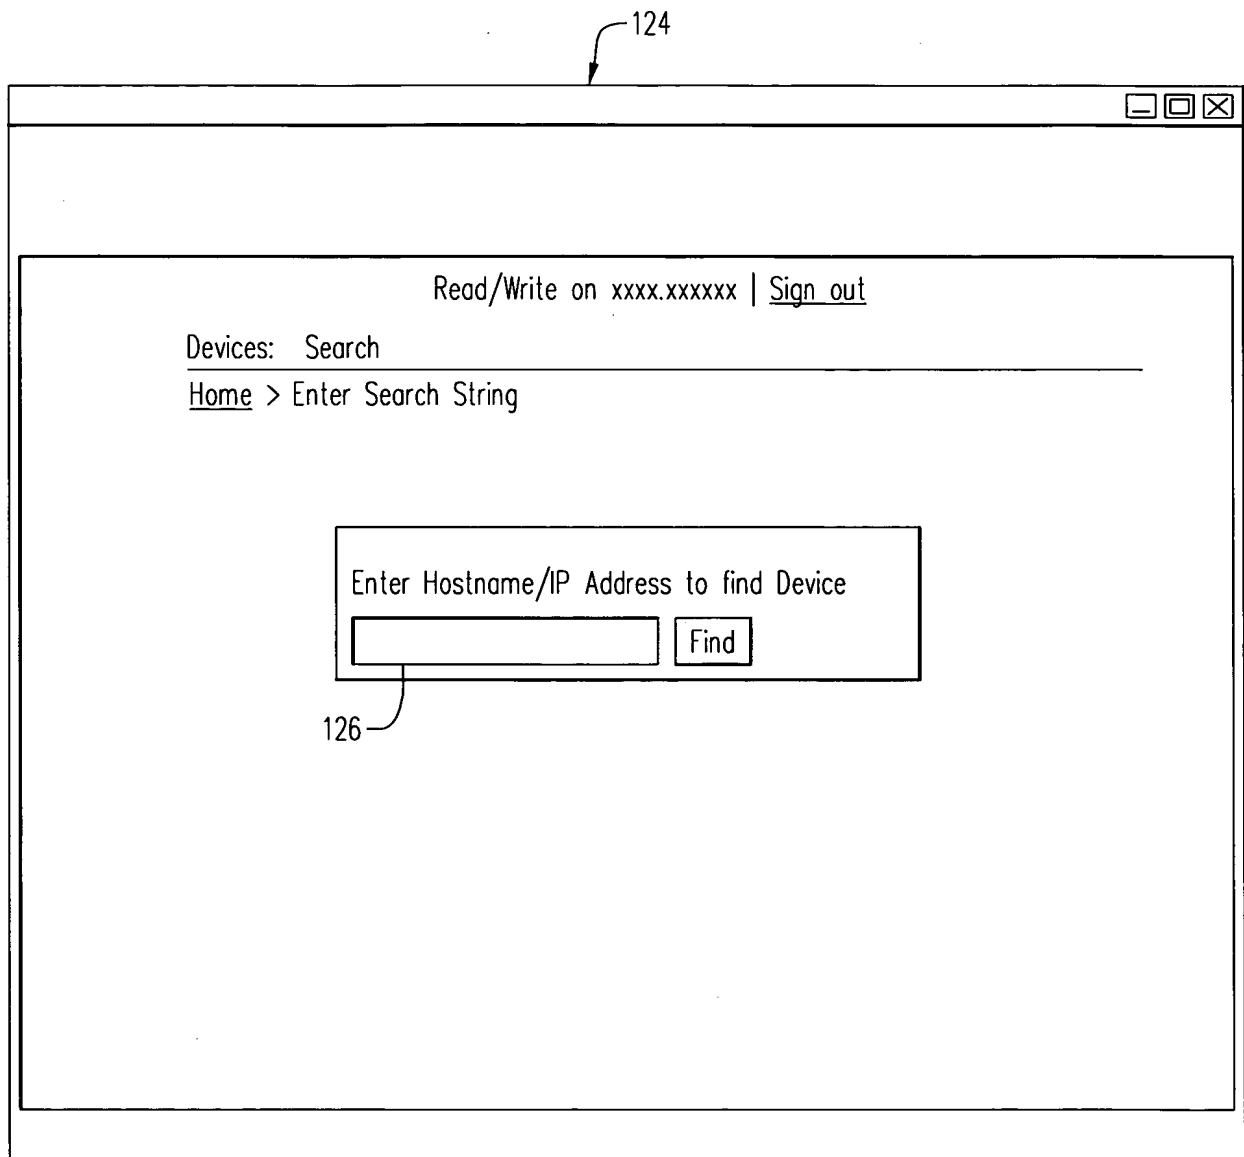 124
Read/Write on xxxx.xxxxxx | Sign out
Devices: Search
Home > Enter Search String
Enter Hostname/IP Address to find Device
Find
126